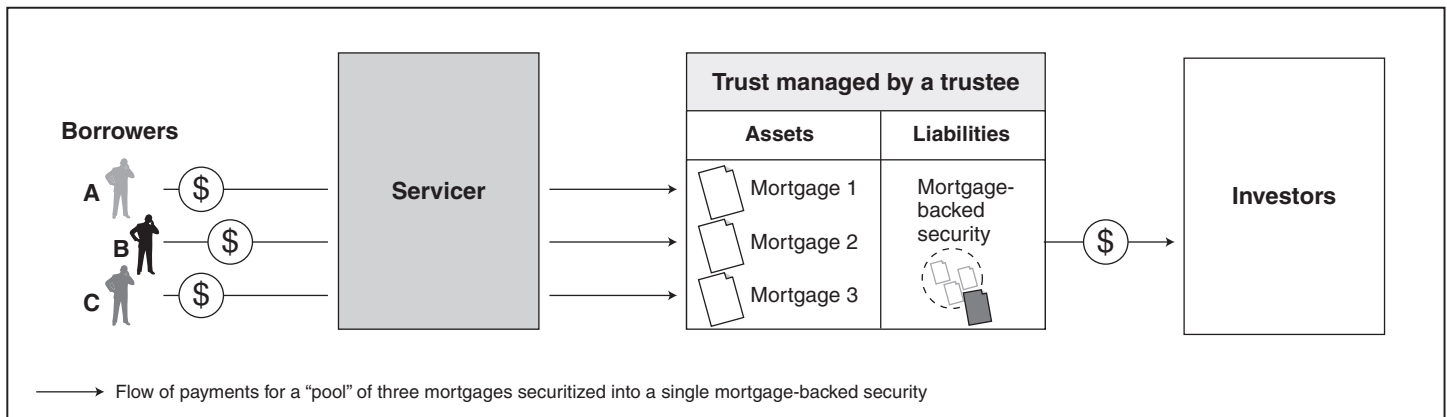 Borrowers
A
$
B
$
C
$
Servicer
Trust managed by a trustee
Assets
Liabilities
Mortgage 1
Mortgage 2
Mortgage 3
Mortgage-
backed
security
$
Investors
Flow of payments for a “pool” of three mortgages securitized into a single mortgage-backed security